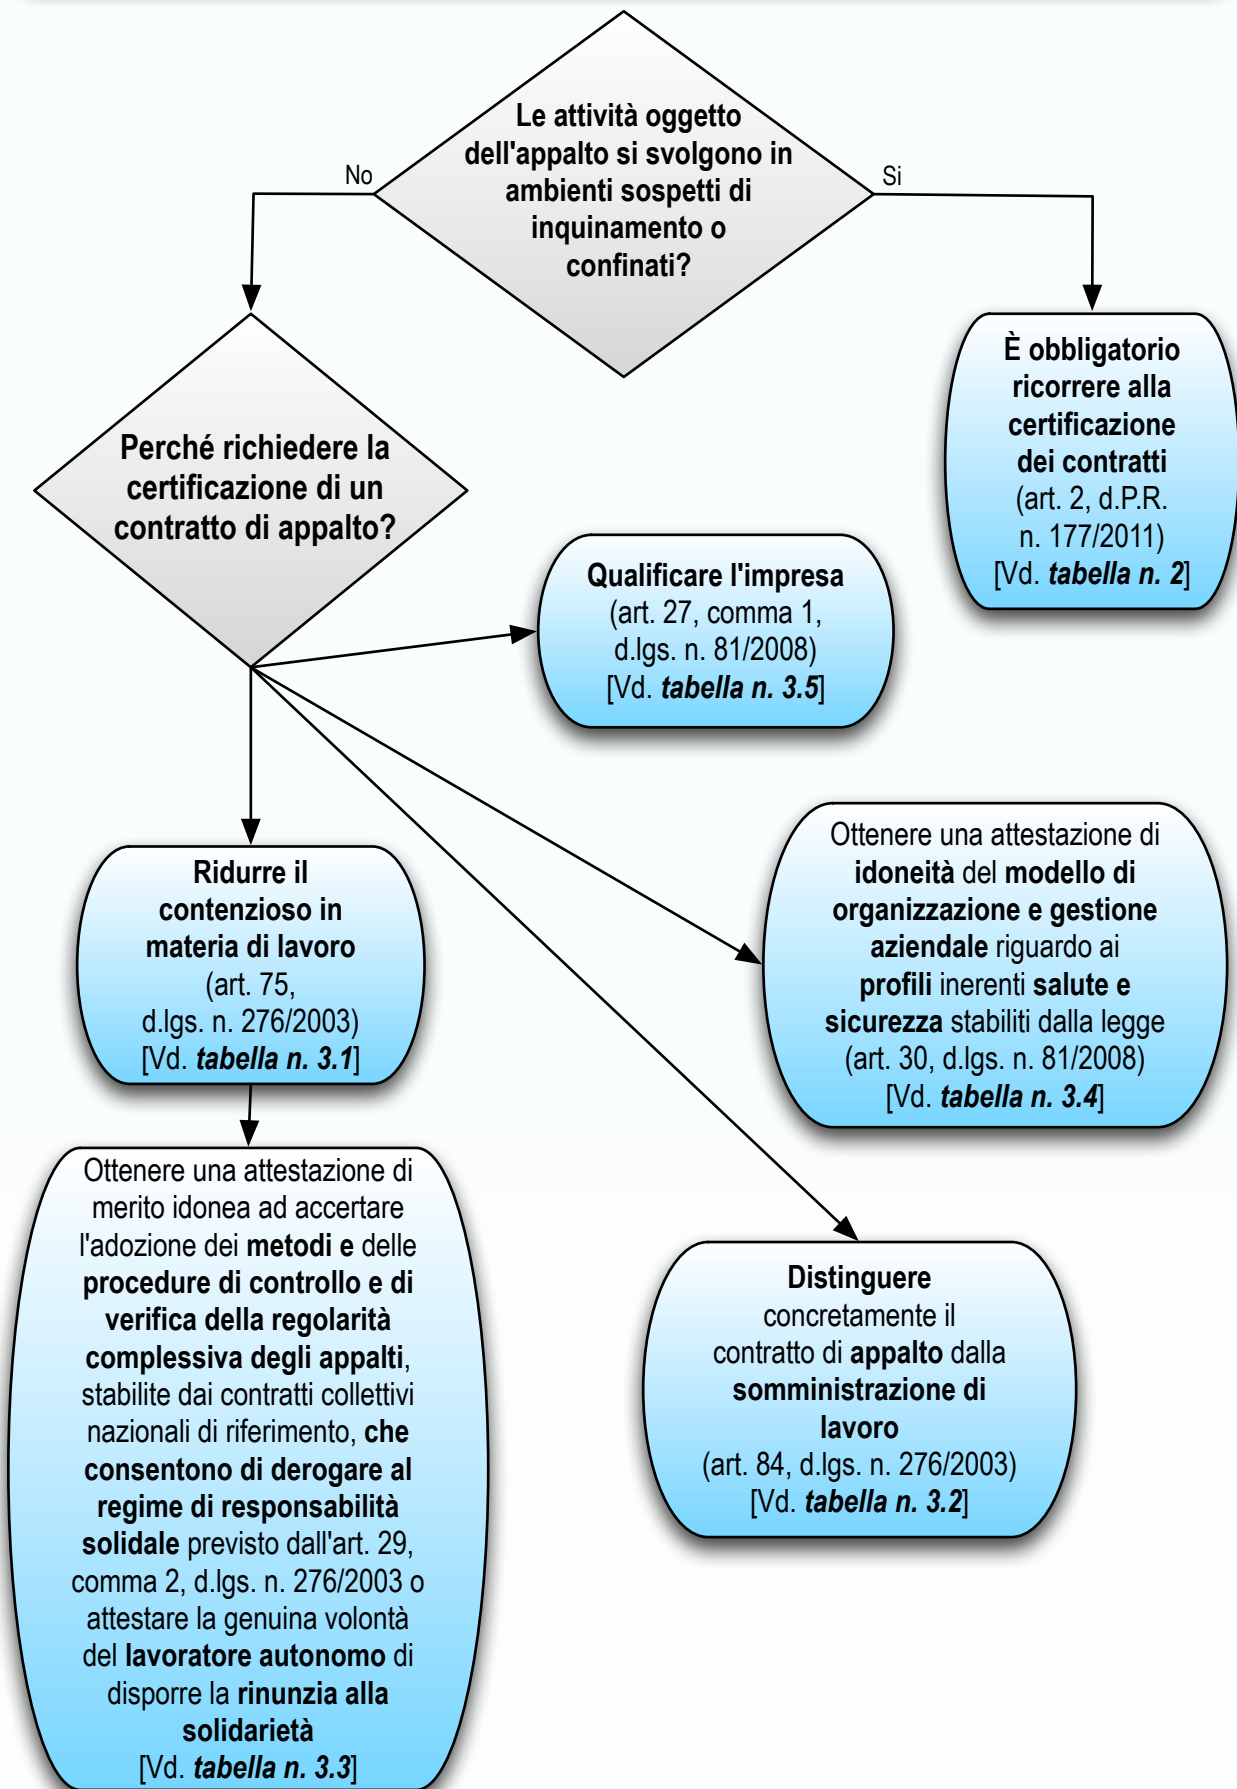 Le attività oggetto
dell'appalto si svolgono in
ambienti sospetti di
inquinamento o
confinati?
No
Si
Perché richiedere la
certificazione di un
contratto di appalto?
È obbligatorio
ricorrere alla
certificazione
dei contratti
(art. 2, d.P.R.
n. 177/2011)
[Vd. tabella n. 2]
Qualificare l'impresa
(art. 27, comma 1,
d.lgs. n. 81/2008)
[Vd. tabella n. 3.5]
Ridurre il
contenzioso in
materia di lavoro
(art. 75,
d.lgs. n. 276/2003)
[Vd. tabella n. 3.1]
Ottenere una attestazione di
idoneità del modello di
organizzazione e gestione
aziendale riguardo ai
profili inerenti salute e
sicurezza stabiliti dalla legge
(art. 30, d.lgs. n. 81/2008)
[Vd. tabella n. 3.4]
Ottenere una attestazione di
merito idonea ad accertare
l'adozione dei metodi e delle
procedure di controllo e di
verifica della regolarità
complessiva degli appalti,
stabilite dai contratti collettivi
nazionali di riferimento, che
consentono di derogare al
regime di responsabilità
solidale previsto dall'art. 29,
comma 2, d.lgs. n. 276/2003 o
attestare la genuina volontà
del lavoratore autonomo di
disporre la rinunzia alla
solidarietà
[Vd. tabella n. 3.3]
Distinguere
concretamente il
contratto di appalto dalla
somministrazione di
lavoro
(art. 84, d.lgs. n. 276/2003)
[Vd. tabella n. 3.2]